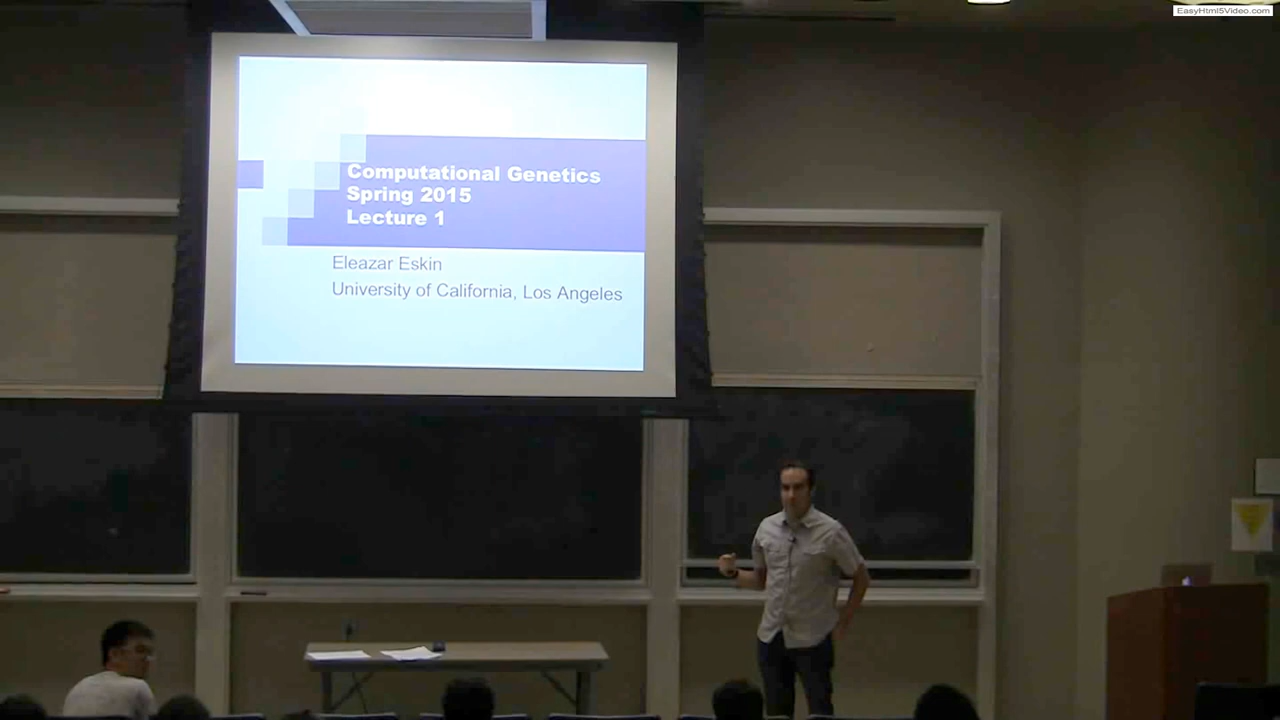 EasyHtml5Video.com
Computational Genetics
Spring 2015
Lecture 1
Eleazar Eskin
University of California, Los Angeles